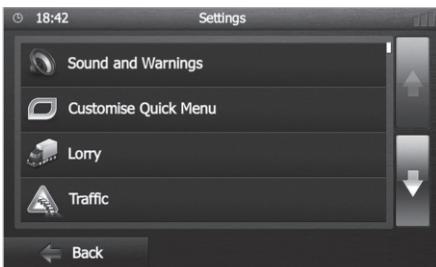 18:42 Settings
Sound and Warnings
Customise Quick Menu
Lorry
Traffic
Back